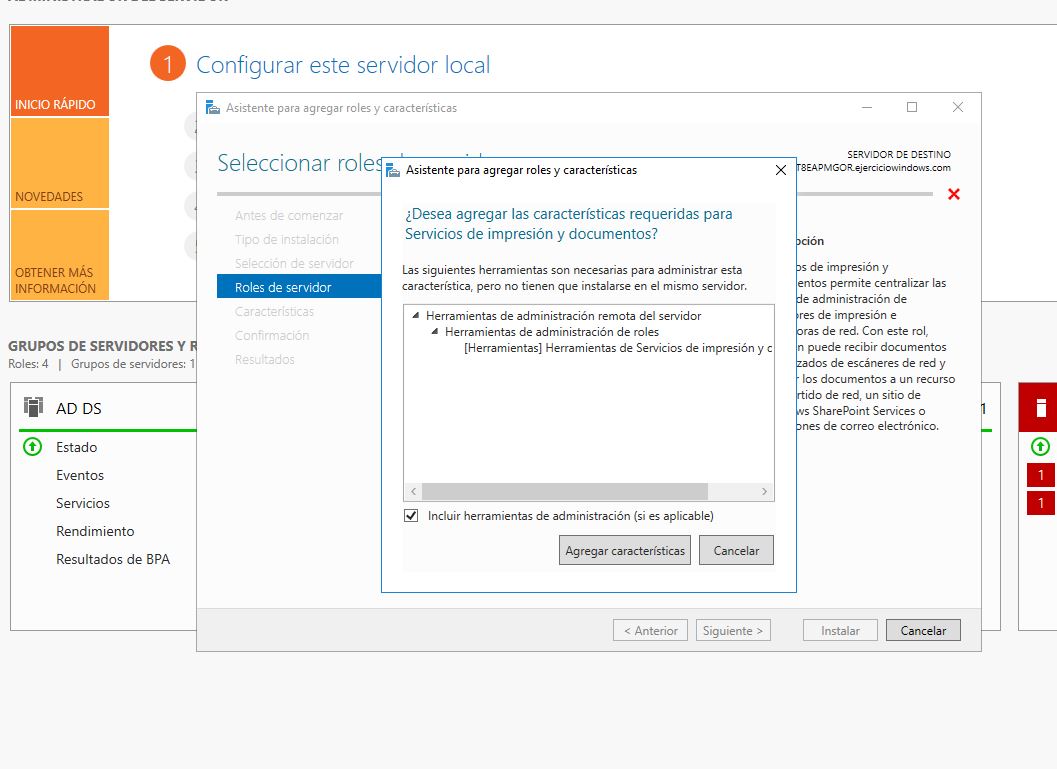 Configurar este servidor local
1
INICIO RÁPIDO
NOVEDADES
OBTENER MÁS
INFORMACIÓN
Asistente para agregar roles y características
Seleccionar roles
SERVIDOR DE DESTINO
T8EAPMGOR.ejerciciowindows.com
Antes de comenzar
Tipo de instalación
Selección de servidor
Roles de servidor
Características
Confirmación
Resultados
Asistente para agregar roles y características
¿Desea agregar las características requeridas para
Servicios de impresión y documentos?
Las siguientes herramientas son necesarias para administrar esta
característica, pero no tienen que instalarse en el mismo servidor.
Herramientas de administración remota del servidor
Herramientas de administración de roles
[Herramientas] Herramientas de Servicios de impresión y c
Incluir herramientas de administración (si es aplicable)
Agregar características
Cancelar
pción
os de impresión y
entos permite centralizar las
de administración de
ores de impresión e
oras de red. Con este rol,
n puede recibir documentos
zados de escáneres de red y
r los documentos a un recurso
rtido de red, un sitio de
ws SharePoint Services o
ones de correo electrónico.
< Anterior
Siguiente >
Instalar
Cancelar
GRUPOS DE SERVIDORES Y R
Roles: 4 | Grupos de servidores: 1
AD DS
1
Estado
Eventos
Servicios
Rendimiento
Resultados de BPA
1
1